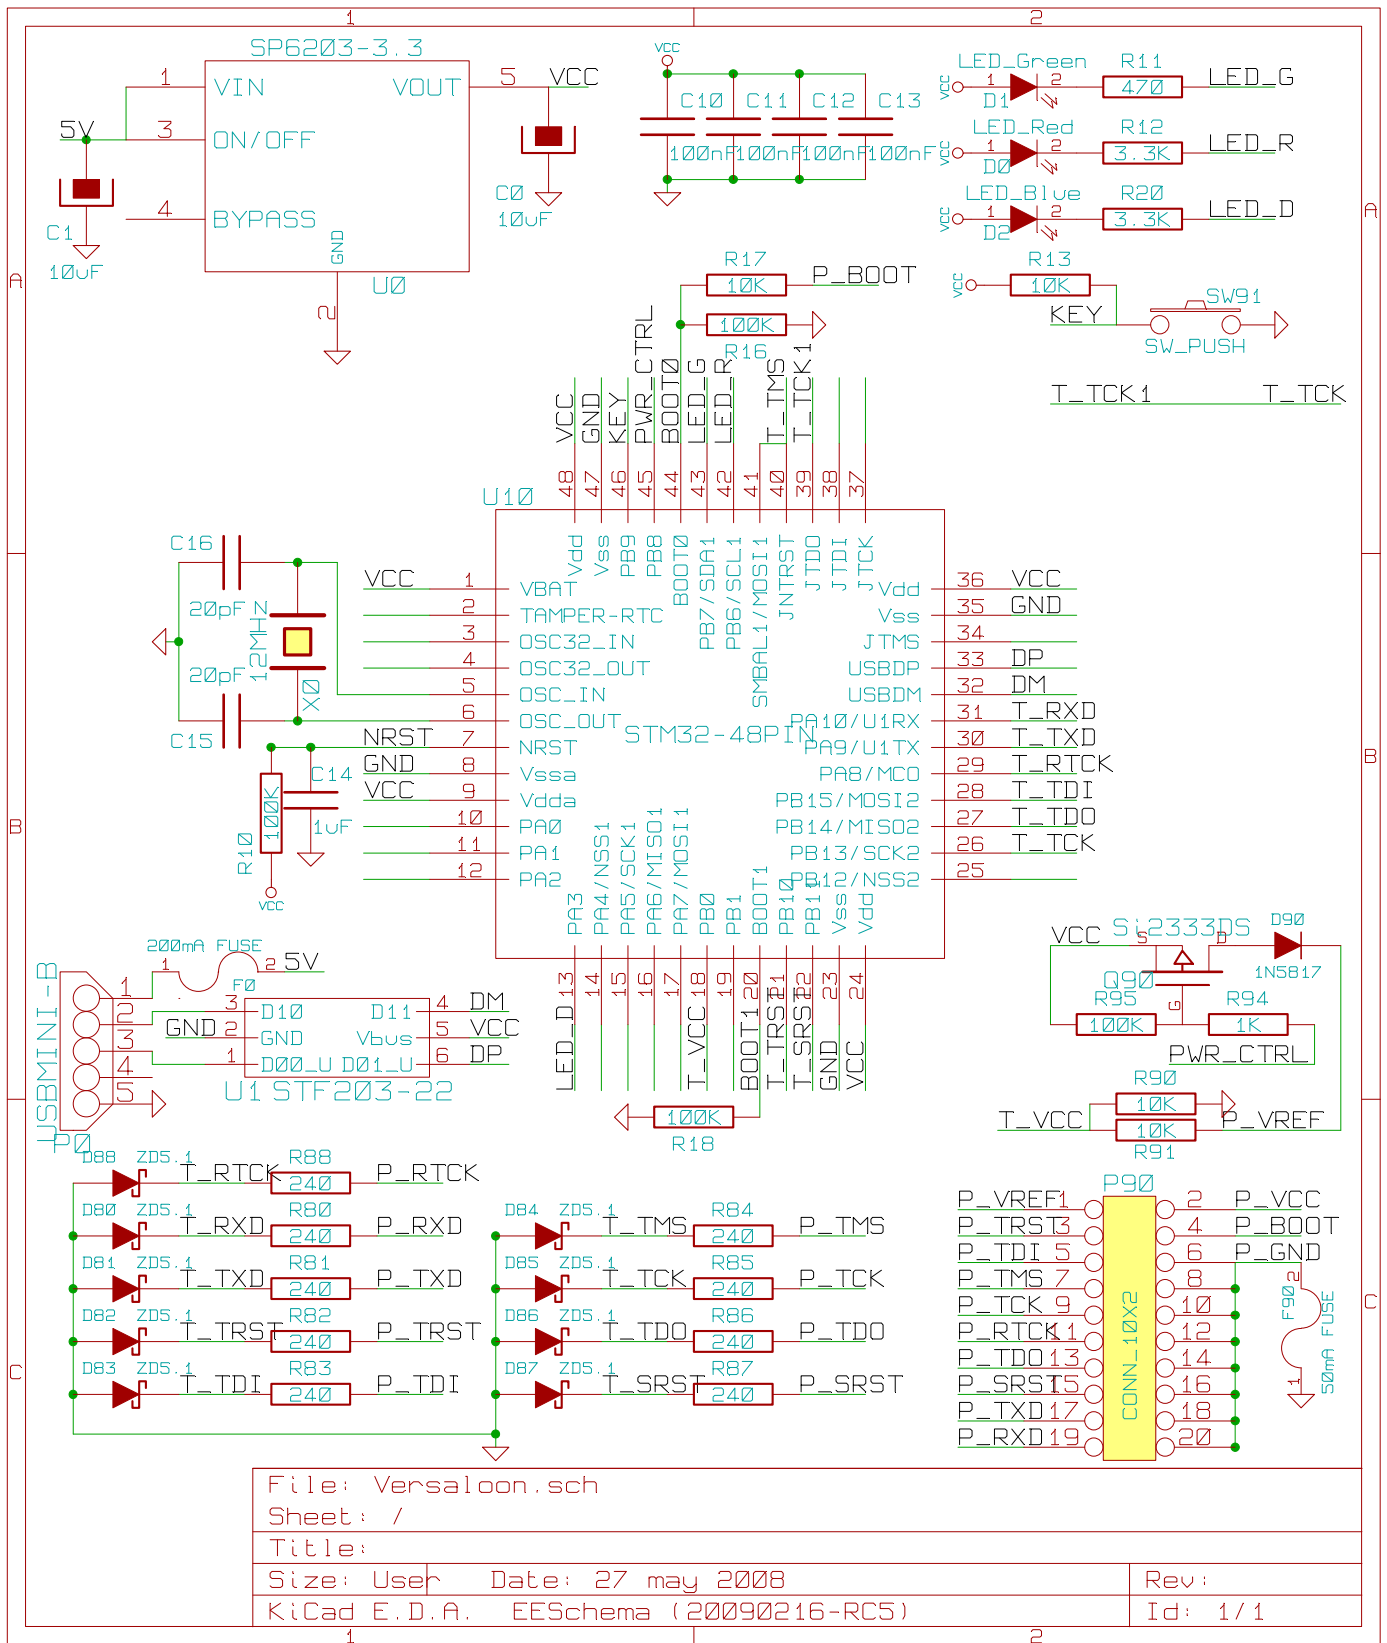 1
2
SP6203-3.3
1
VIN
VOUT
5
VCC
5V
3
ON/OFF
4
BYPASS
GND
C1
10uF
U0
2
C0
10uF
VCC
C10
C11
C12
C13
100nF
100nF
100nF
100nF
LED_Green
R11
VCC
1
2
470
LED_G
D1
LED_Red
R12
VCC
1
2
3.3K
LED_R
D0
LED_Blue
R20
VCC
1
2
3.3K
LED_D
D2
A
A
R17
10K
P_BOOT
100K
R16
R13
VCC
10K
SW91
KEY
SW_PUSH
T_TCK1
T_TCK
VCC
GND
KEY
PWR_CTRL
BOOT0
LED_G
LED_R
T_TMS
T_TCK1
48
47
46
45
44
43
42
41
40
39
38
37
U10
Vdd
Vss
PB9
PB8
BOOT0
PB7/SDA1
PB6/SCL1
SMBAL1/MOSI1
JNTRST
JTDO
JTDI
JTCK
C16
20pF
12MHz
20pF
X0
C15
VCC
1
VBAT
2
TAMPER-RTC
3
OSC32_IN
4
OSC32_OUT
5
OSC_IN
6
OSC_OUT
NRST
7
NRST
GND
8
Vssa
VCC
9
Vdda
10
PA0
11
PA1
12
PA2
STM32-48PIN
Vdd
36
VCC
Vss
35
GND
JTMS
34
USBDP
33
DP
USBDM
32
DM
PA10/U1RX
31
T_RXD
PA9/U1TX
30
T_TXD
PA8/MCO
29
T_RTCK
PB15/MOSI2
28
T_TDI
PB14/MISO2
27
T_TDO
PB13/SCK2
26
T_TCK
PB12/NSS2
25
B
B
C14
1uF
100K
R10
VCC
PA3
PA4/NSS1
PA5/SCK1
PA6/MISO1
PA7/MOSI1
PB0
PB1
BOOT1
PB10
PB11
Vss
Vdd
13
14
15
16
17
18
19
20
21
22
23
24
LED_D
T_VCC
BOOT1
T_TRST
T_SRST
GND
VCC
100K
R18
200mA FUSE
1
2
5V
F0
USBMINI-B
1
2
3
4
5
P0
3
D10
D11
4
DM
GND
2
GND
Vbus
5
VCC
1
D00_U
D01_U
6
DP
U1
STF203-22
VCC
Si2333DS
S
D
G
D90
1N5817
Q90
R95
100K
R94
1K
PWR_CTRL
R90
10K
T_VCC
10K
P_VREF
R91
D88
ZD5.1
T_RTCK
R88
240
P_RTCK
D80
ZD5.1
T_RXD
R80
240
P_RXD
D81
ZD5.1
T_TXD
R81
240
P_TXD
D82
ZD5.1
T_TRST
R82
240
P_TRST
D83
ZD5.1
T_TDI
R83
240
P_TDI
D84
ZD5.1
T_TMS
R84
240
P_TMS
D85
ZD5.1
T_TCK
R85
240
P_TCK
D86
ZD5.1
T_TDO
R86
240
P_TDO
D87
ZD5.1
T_SRST
R87
240
P_SRST
P90
P_VREF
1
2
P_VCC
P_TRST
3
4
P_BOOT
P_TDI
5
6
P_GND
P_TMS
7
8
P_TCK
9
10
P_RTCK
11
12
P_TDO
13
14
P_SRST
15
16
P_TXD
17
18
P_RXD
19
20
CONN_10X2
2
F90
50mA FUSE
1
C
C
File: Versaloon.sch
Sheet: /
Title:
Size: User
Date: 27 may 2008
Rev:
KiCad E.D.A.
EESchema (20090216-RC5)
Id: 1/1
1
2